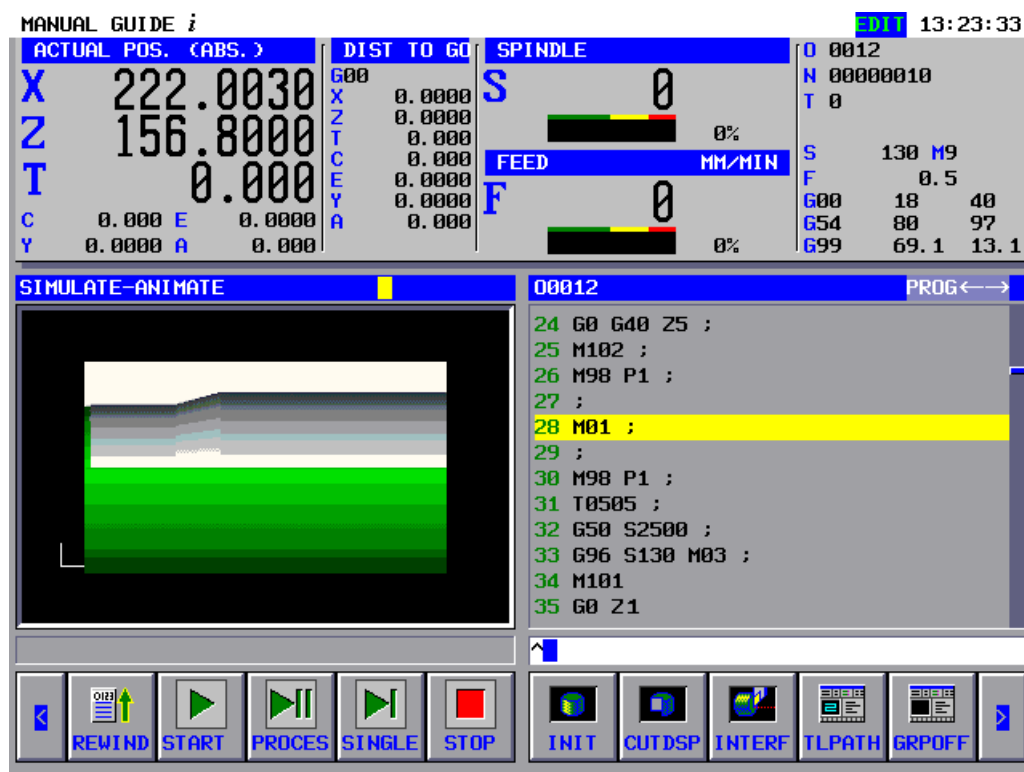 MANUAL GUIDE i EDIT 13:23:33
ACTUAL POS. (ABS.) DIST TO GO SPINDLE O 0012
X 222.0030 G00 S 0 N 00000010
X 0.0000 T 0
Z 156.8000 Z 0.0000 0%
T 0.000
T 0.000 C 0.000 FEED MM/MIN S 130 M9
E 0.0000 F 0 F 0.5
Y 0.0000 G00 18 40
C 0.000 E 0.0000 A 0.000 G54 80 97
Y 0.0000 A 0.000 0% G99 69.1 13.1
SIMULATE-ANIMATE O0012 PROG←→
24 G0 G40 Z5 ;
25 M102 ;
26 M98 P1 ;
27 ;
28 M01 ;
29 ;
30 M98 P1 ;
31 T0505 ;
32 G50 S2500 ;
33 G96 S130 M03 ;
34 M101
35 G0 Z1
^
O123
< REWIND START PROCES SINGLE STOP INIT CUTDSP INTERF TLPATH GRPOFF >